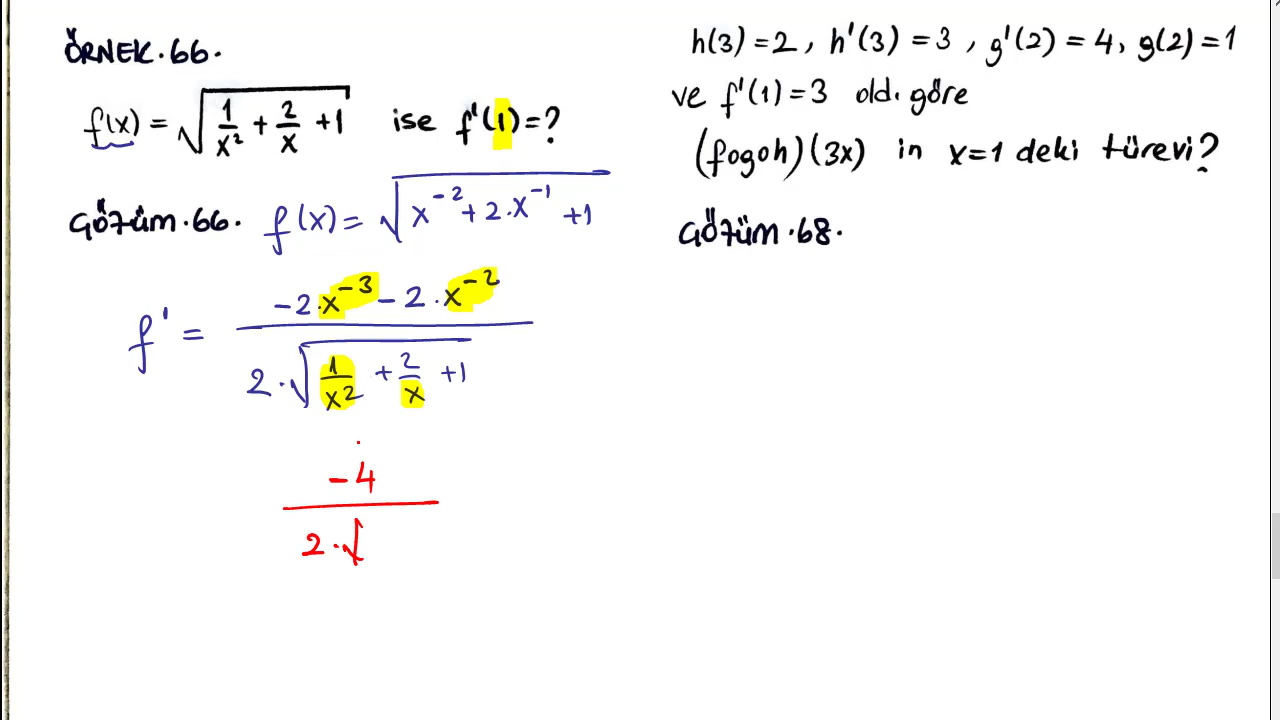 ÖRNEK.66.
f(x) = √(1/x² + 2/x + 1) ise f'(1)=?
ÇÖZÜM.66. f(x) = √(x⁻² + 2.x⁻¹ + 1)
f' = (-2.x⁻³ - 2.x⁻²) / (2.√(1/x² + 2/x + 1))
-4
2.√
h(3)=2, h'(3)=3, g'(2)=4, g(2)=1
ve f'(1)=3 old. göre
(fogoh)(3x) in x=1 deki türevi?
ÇÖZÜM.68.